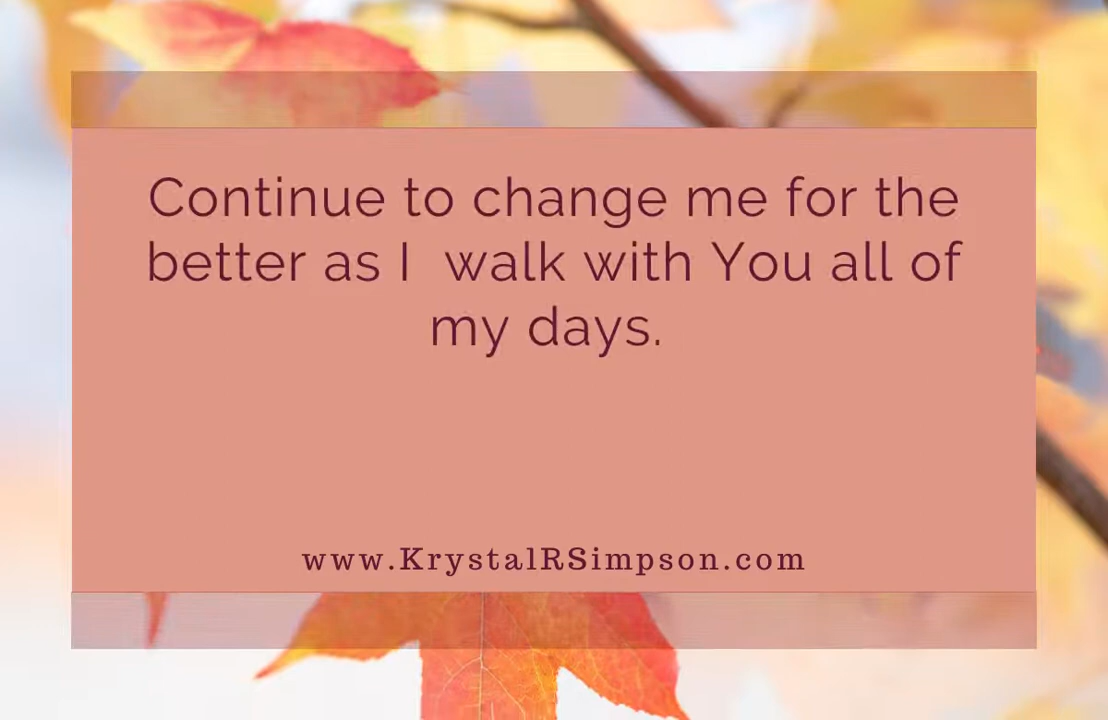 Continue to change me for the
better as I  walk with You all of
my days.
www.KrystalRSimpson.com